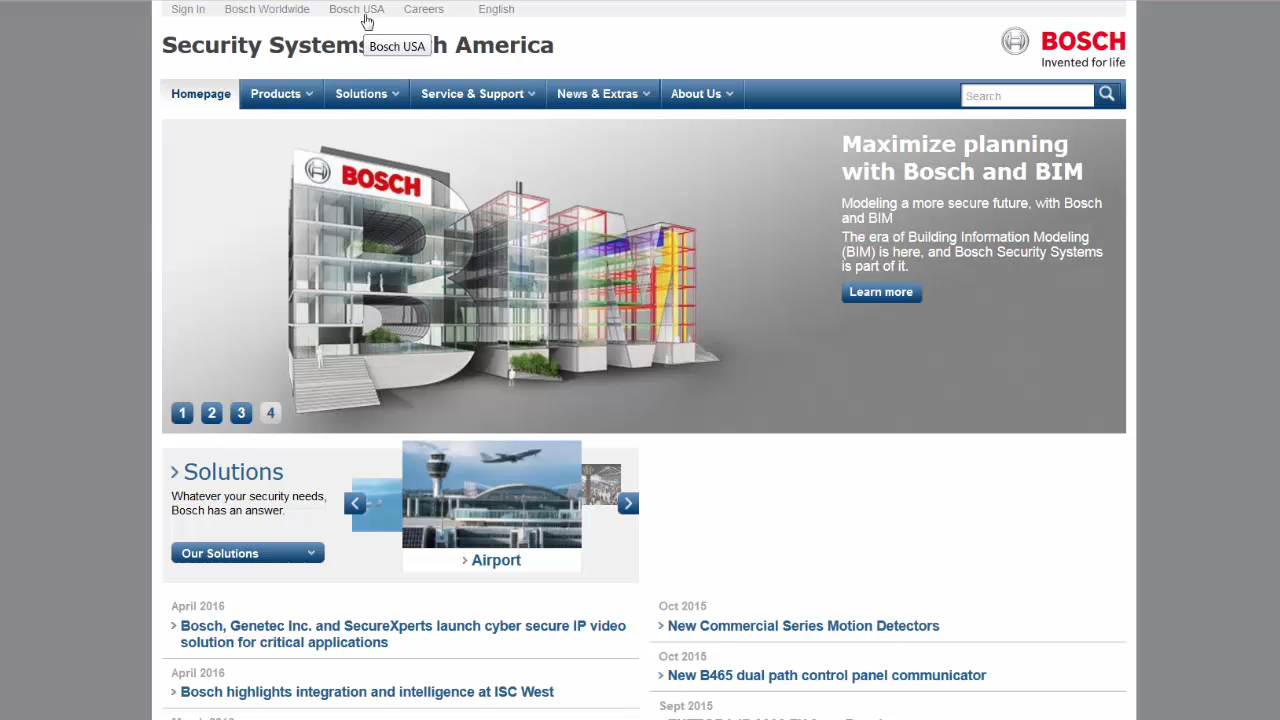 Sign In Bosch Worldwide Bosch USA Careers English
Bosch USA
Security Systems h America
BOSCH
Invented for life
Homepage Products Solutions Service & Support News & Extras About Us Search
BOSCH
Maximize planning
with Bosch and BIM
Modeling a more secure future, with Bosch
and BIM
The era of Building Information Modeling
(BIM) is here, and Bosch Security Systems
is part of it.
Learn more
1 2 3 4
Solutions
Whatever your security needs,
Bosch has an answer.
Our Solutions
Airport
April 2016
Bosch, Genetec Inc. and SecureXperts launch cyber secure IP video
solution for critical applications
April 2016
Bosch highlights integration and intelligence at ISC West
Oct 2015
New Commercial Series Motion Detectors
Oct 2015
New B465 dual path control panel communicator
Sept 2015